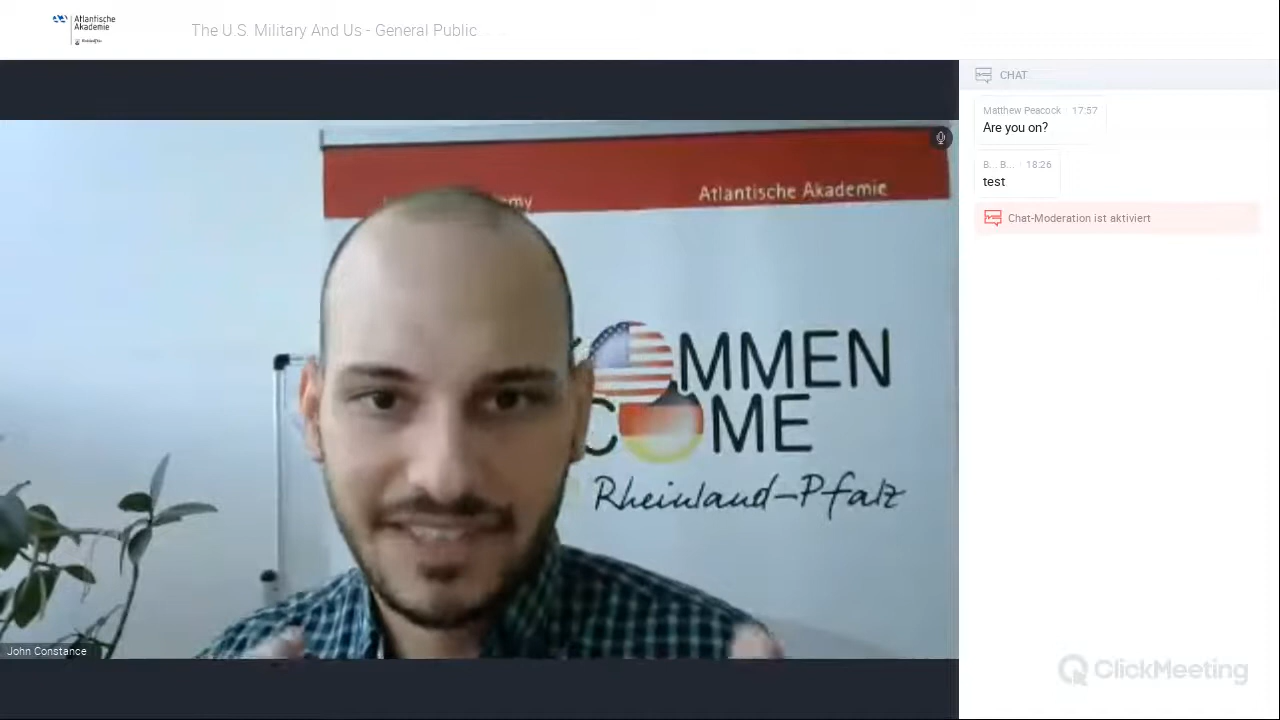 Atlantische
Akademie
The U.S. Military And Us - General Public
CHAT
Matthew Peacock 17:57
Are you on?
B... B... 18:26
test
Chat-Moderation ist aktiviert
Atlantische Akademie
MMEN
C ME
Rheinland-Pfalz
John Constance
ClickMeeting